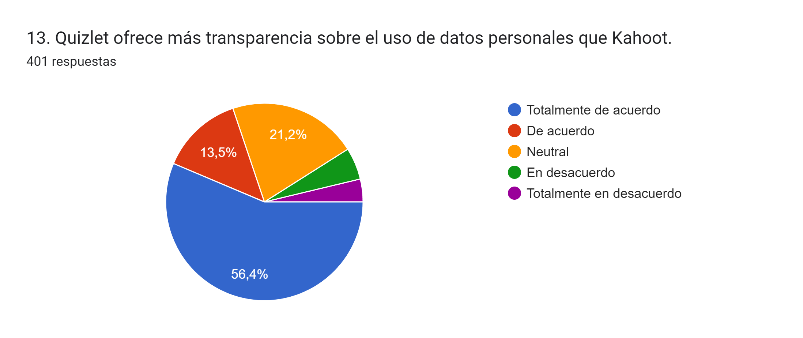 13. Quizlet ofrece más transparencia sobre el uso de datos personales que Kahoot.
401 respuestas
Totalmente de acuerdo
De acuerdo
Neutral
En desacuerdo
Totalmente en desacuerdo
13,5%
21,2%
56,4%